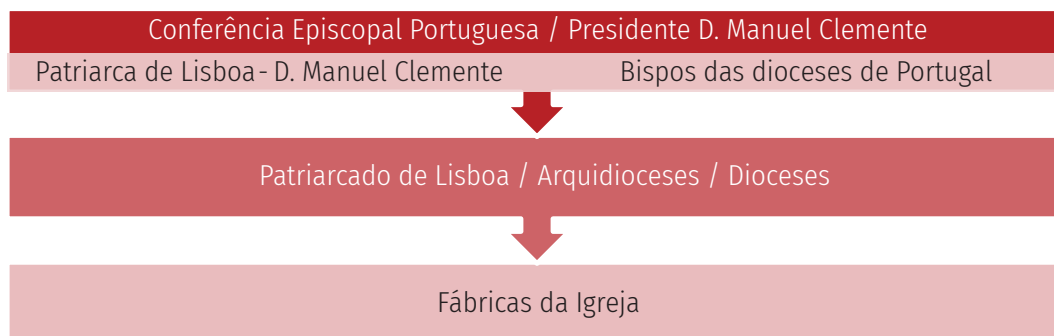 Conferência Episcopal Portuguesa / Presidente D. Manuel Clemente
Patriarca de Lisboa - D. Manuel Clemente
Bispos das dioceses de Portugal
Patriarcado de Lisboa / Arquidioceses / Dioceses
Fábricas da Igreja